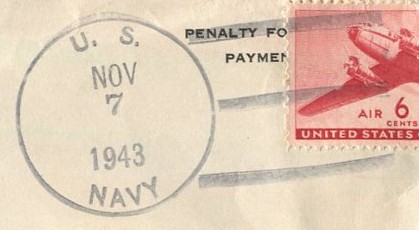 U. S.
NOV
7
1943
NAVY
PENALTY FO
PAYMEN
AIR 6
CENTS
UNITED STATES